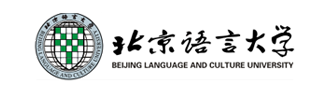 北京语言大学
BEIJING LANGUAGE AND CULTURE UNIVERSITY